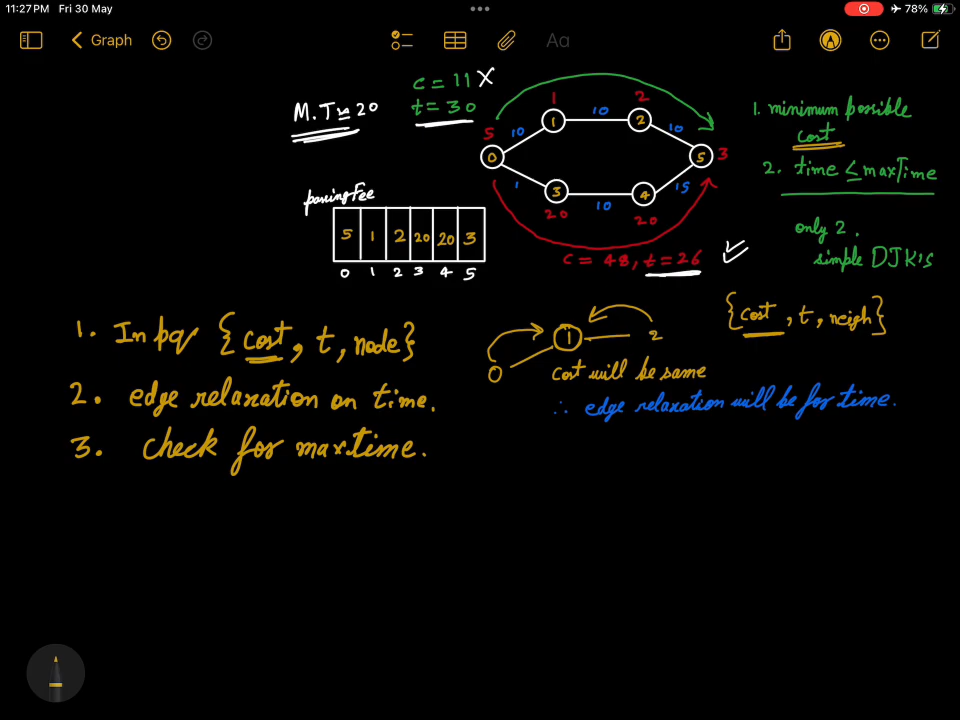 11:27 PM Fri 30 May
78%
Graph
Aa
M.T = 20
c = 11 X
t = 30
1
2
10
5
10
1
2
10
0
5
3
1
3
4
15
20
10
20
c = 48, t = 26
passingFee
5 1 2 20 20 3
0 1 2 3 4 5
1. minimum possible
cost
2. time ≤ maxTime
only 2.
simple DJK's
1. In pq {cost, t, node}
2. edge relaxation on time.
3. check for maxtime.
1
2
0
cost will be same
∴ edge relaxation will be for time.
{cost, t, neigh}